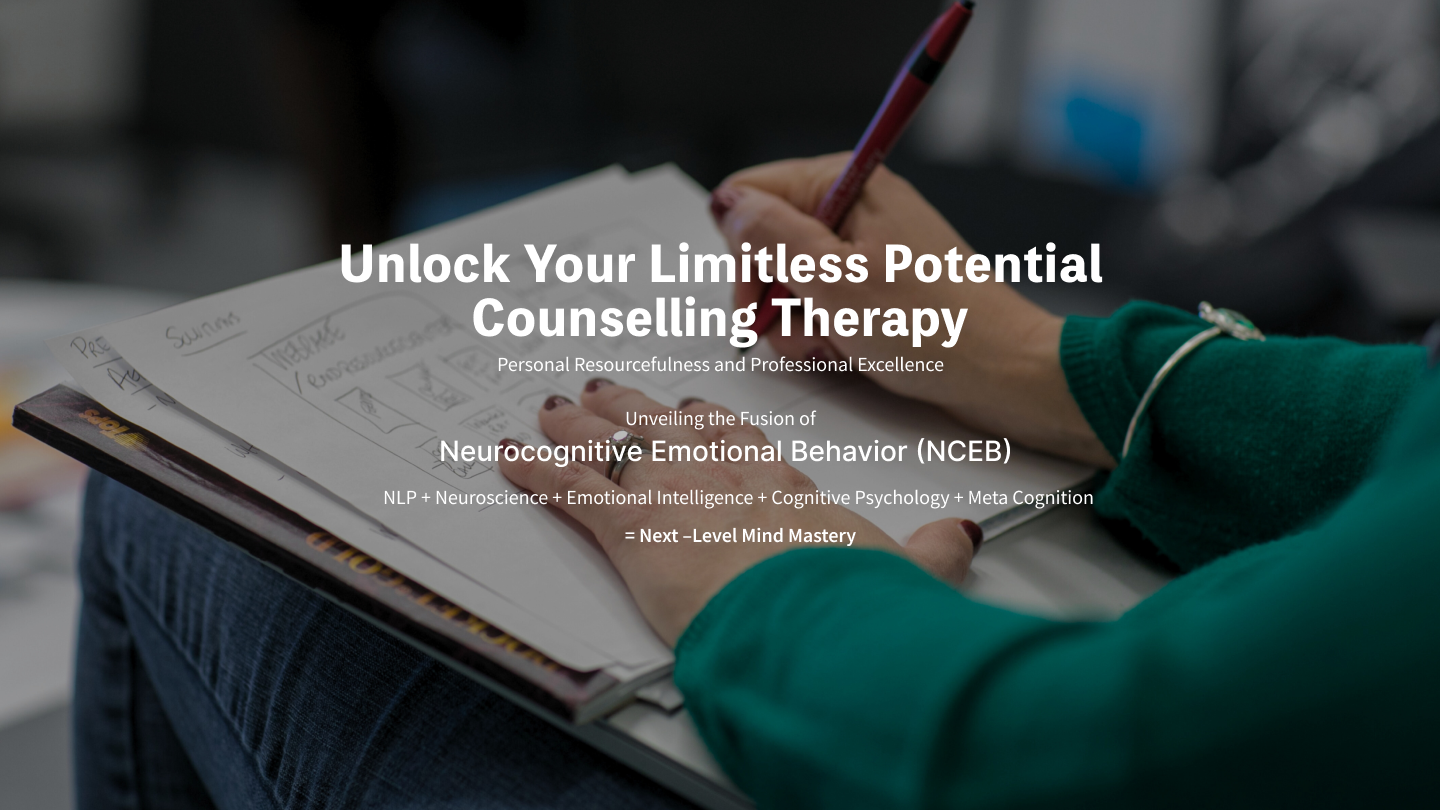 Unlock Your Limitless Potential
Counselling Therapy
Personal Resourcefulness and Professional Excellence
Unveiling the Fusion of
Neurocognitive Emotional Behavior (NCEB)
NLP + Neuroscience + Emotional Intelligence + Cognitive Psychology + Meta Cognition
= Next –Level Mind Mastery